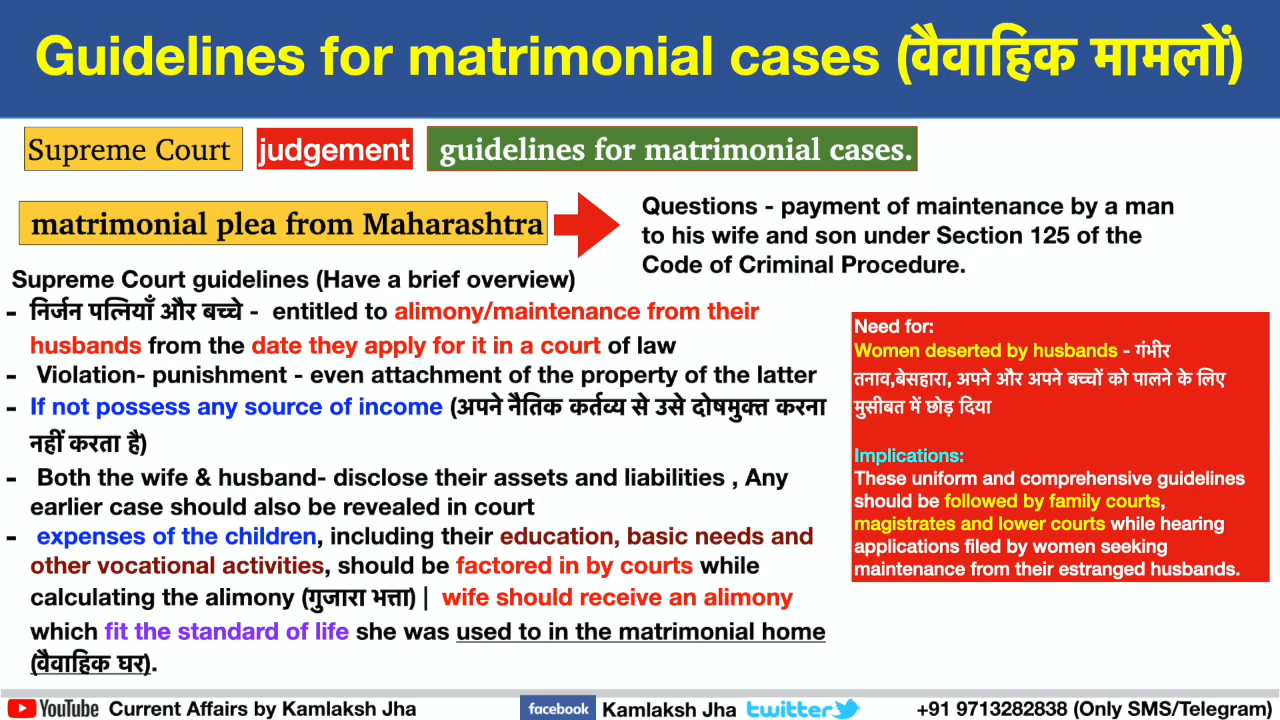 Guidelines for matrimonial cases (वैवाहिक मामलों)
Supreme Court judgement guidelines for matrimonial cases.
matrimonial plea from Maharashtra
Questions - payment of maintenance by a man
to his wife and son under Section 125 of the
Code of Criminal Procedure.
Supreme Court guidelines (Have a brief overview)
- निर्जन पत्नियाँ और बच्चे - entitled to alimony/maintenance from their
husbands from the date they apply for it in a court of law
- Violation- punishment - even attachment of the property of the latter
- If not possess any source of income (अपने नैतिक कर्तव्य से उसे दोषमुक्त करना
नहीं करता है)
- Both the wife & husband- disclose their assets and liabilities , Any
earlier case should also be revealed in court
- expenses of the children, including their education, basic needs and
other vocational activities, should be factored in by courts while
calculating the alimony (गुजारा भत्ता) | wife should receive an alimony
which fit the standard of life she was used to in the matrimonial home
(वैवाहिक घर).
Need for:
Women deserted by husbands - गंभीर
तनाव,बेसहारा, अपने और अपने बच्चों को पालने के लिए
मुसीबत में छोड़ दिया
Implications:
These uniform and comprehensive guidelines
should be followed by family courts,
magistrates and lower courts while hearing
applications filed by women seeking
maintenance from their estranged husbands.
YouTube Current Affairs by Kamlaksh Jha facebook Kamlaksh Jha twitter +91 9713282838 (Only SMS/Telegram)